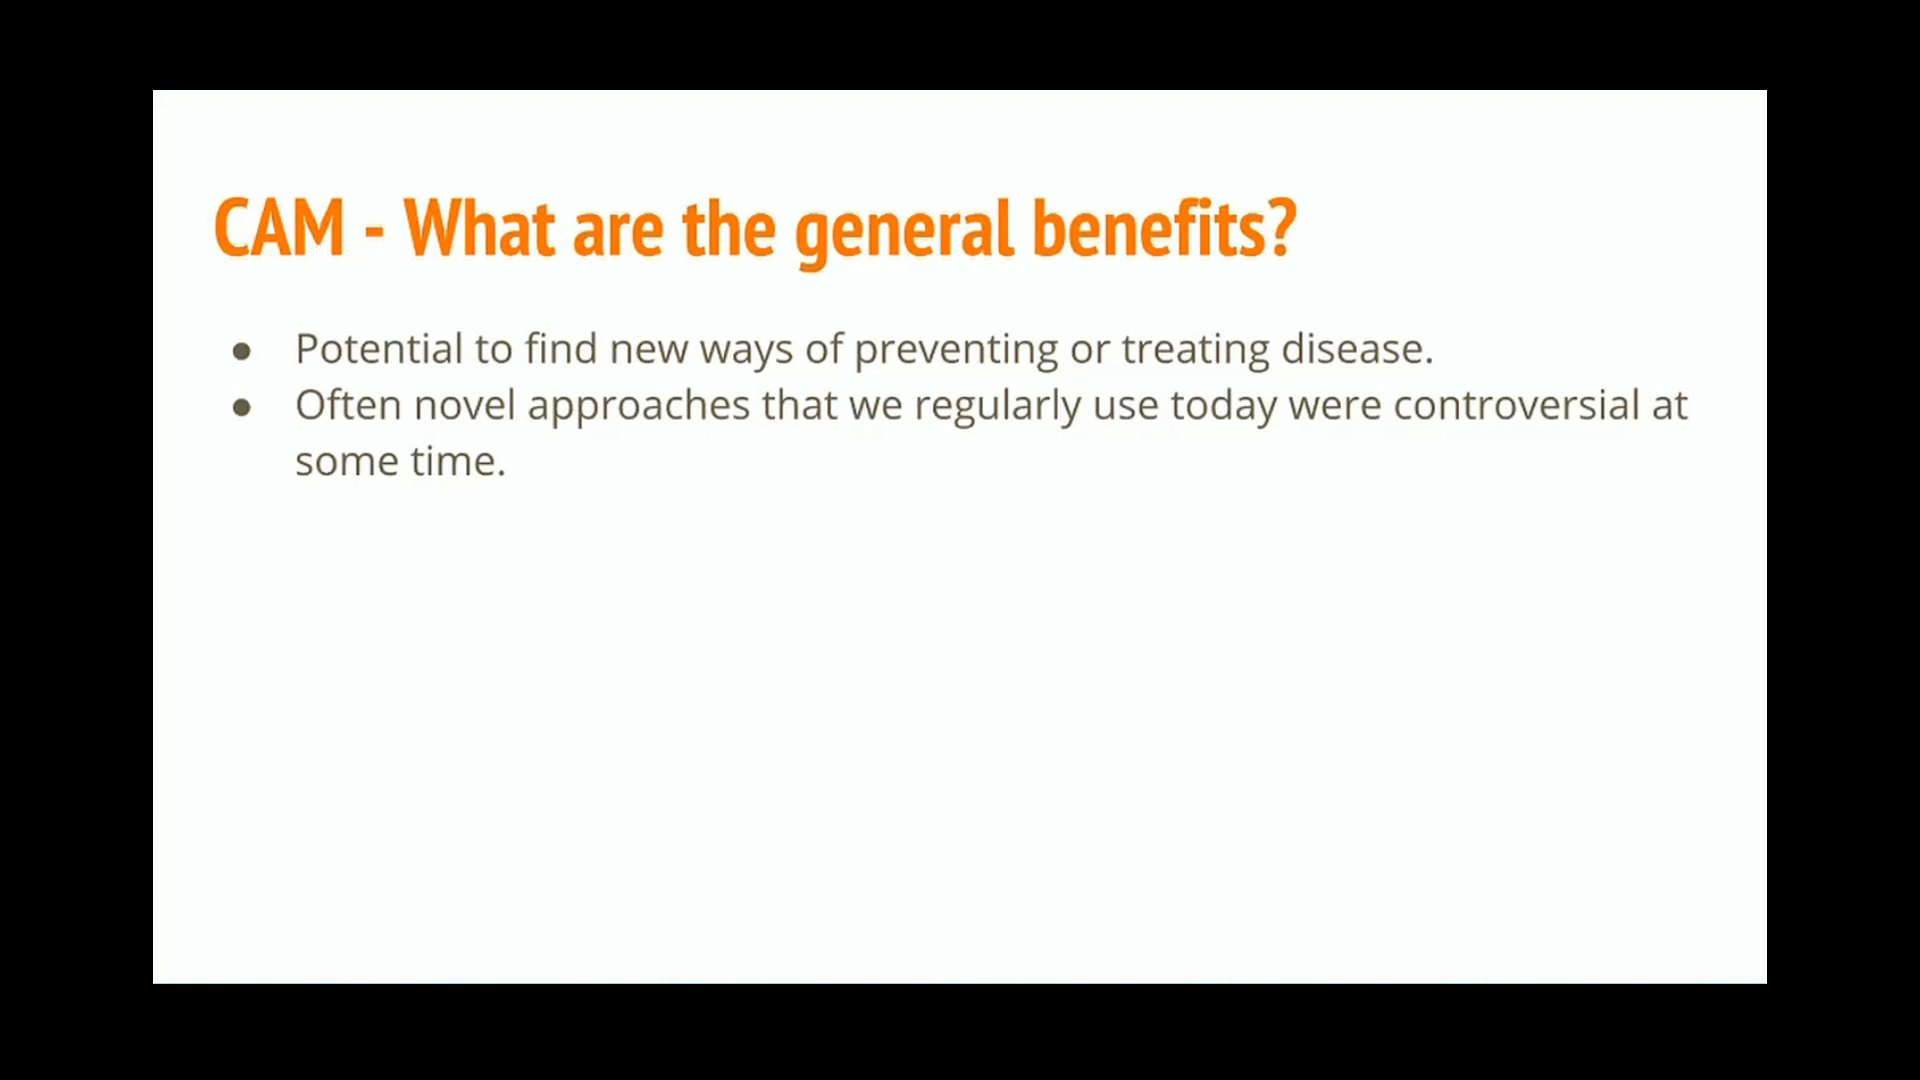 CAM - What are the general benefits?
● Potential to find new ways of preventing or treating disease.
● Often novel approaches that we regularly use today were controversial at
some time.